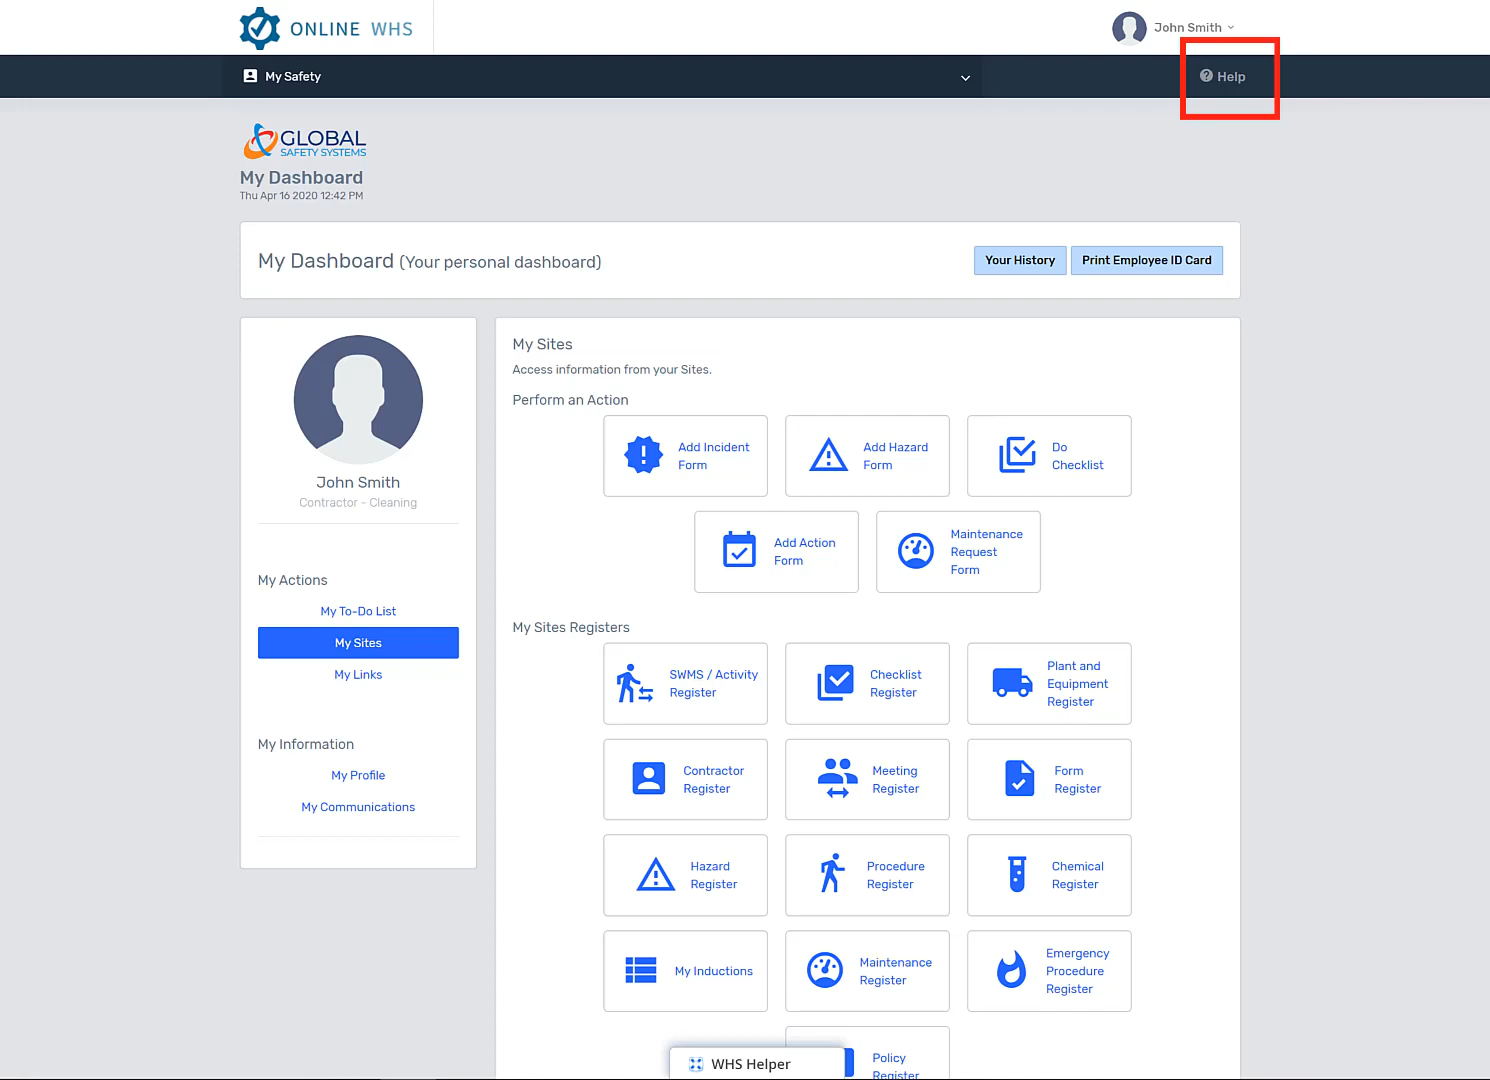 ONLINE WHS
John Smith
My Safety
Help
GLOBAL
SAFETY SYSTEMS
My Dashboard
Thu Apr 16 2020 12:42 PM
My Dashboard (Your personal dashboard)
Your History
Print Employee ID Card
John Smith
Contractor - Cleaning
My Actions
My To-Do List
My Sites
My Links
My Information
My Profile
My Communications
My Sites
Access information from your Sites.
Perform an Action
Add Incident
Form
Add Hazard
Form
Do
Checklist
Add Action
Form
Maintenance
Request
Form
My Sites Registers
SWMS / Activity
Register
Checklist
Register
Plant and
Equipment
Register
Contractor
Register
Meeting
Register
Form
Register
Hazard
Register
Procedure
Register
Chemical
Register
My Inductions
Maintenance
Register
Emergency
Procedure
Register
Policy
Register
WHS Helper